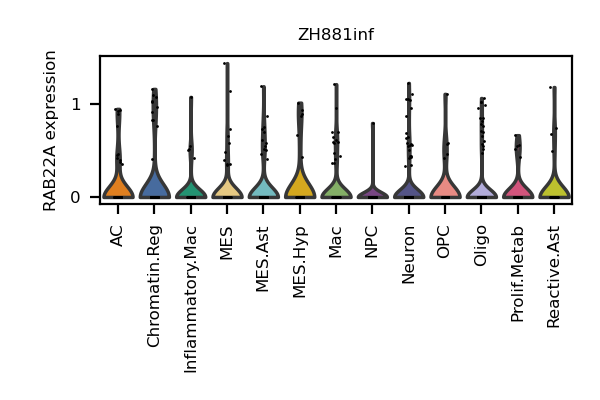 ZH881inf
RAB22A expression
1
0
AC
Chromatin.Reg
Inflammatory.Mac
MES
MES.Ast
MES.Hyp
Mac
NPC
Neuron
OPC
Oligo
Prolif.Metab
Reactive.Ast